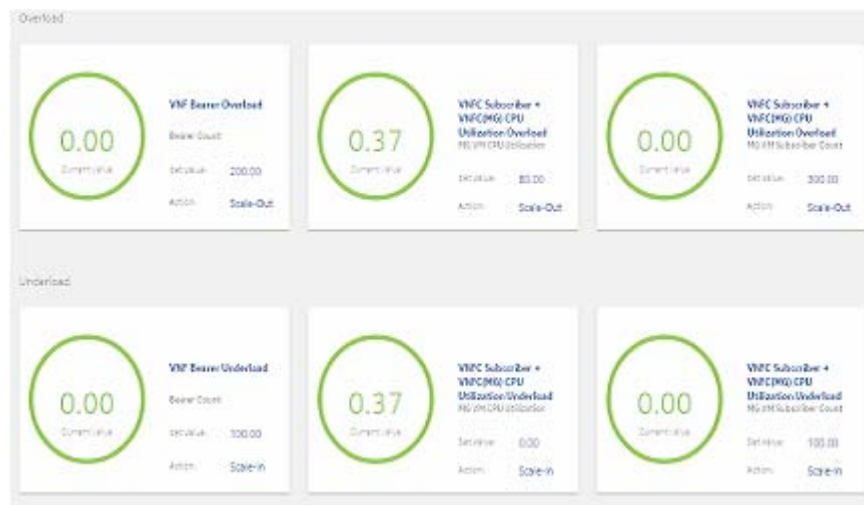 Overload
0.00
Current value
VNF Bearer Overload
Bearer Count
Set value 200.00
Action Scale-Out
0.37
Current value
VNFC Subscriber +
VNFC(MG) CPU
Utilization Overload
MG VM CPU Utilization
Set value 80.00
Action Scale-Out
0.00
Current value
VNFC Subscriber +
VNFC(MG) CPU
Utilization Overload
MG VM Subscriber Count
Set value 300.00
Action Scale-Out
Underload
0.00
Current value
VNF Bearer Underload
Bearer Count
Set value 100.00
Action Scale-In
0.37
Current value
VNFC Subscriber +
VNFC(MG) CPU
Utilization Underload
MG VM CPU Utilization
Set value 0.00
Action Scale-In
0.00
Current value
VNFC Subscriber +
VNFC(MG) CPU
Utilization Underload
MG VM Subscriber Count
Set value 100.00
Action Scale-In